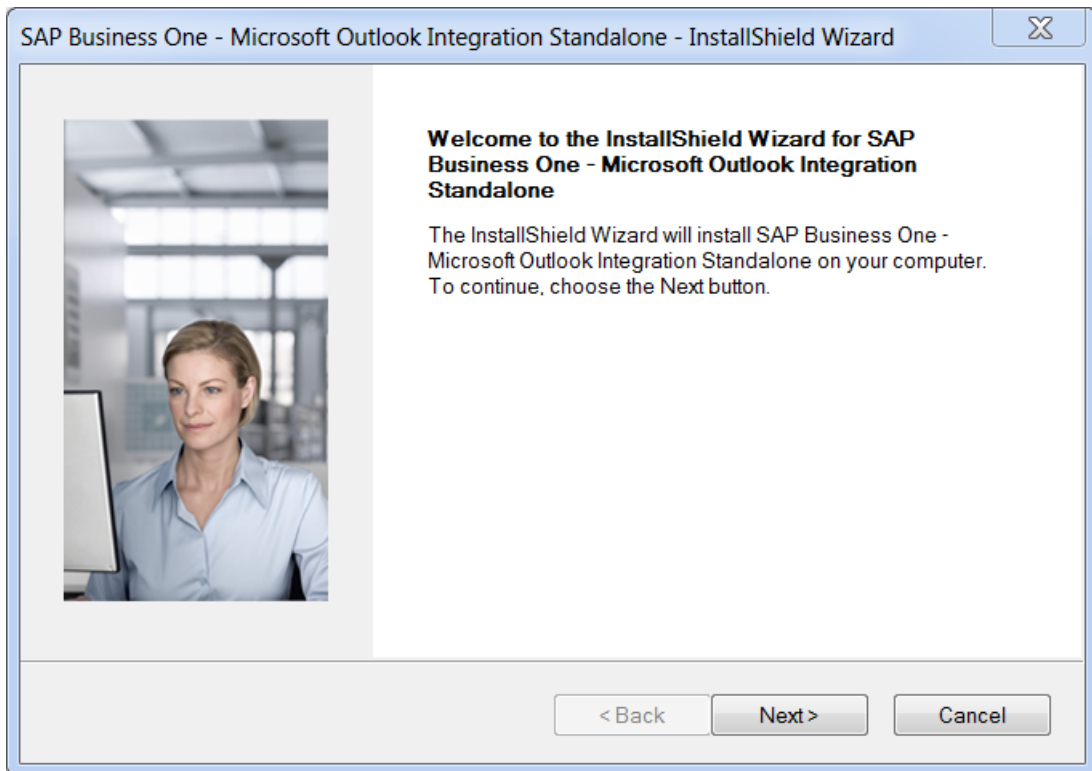 SAP Business One - Microsoft Outlook Integration Standalone - InstallShield Wizard
Welcome to the InstallShield Wizard for SAP
Business One - Microsoft Outlook Integration
Standalone
The InstallShield Wizard will install SAP Business One -
Microsoft Outlook Integration Standalone on your computer.
To continue, choose the Next button.
< Back
Next >
Cancel